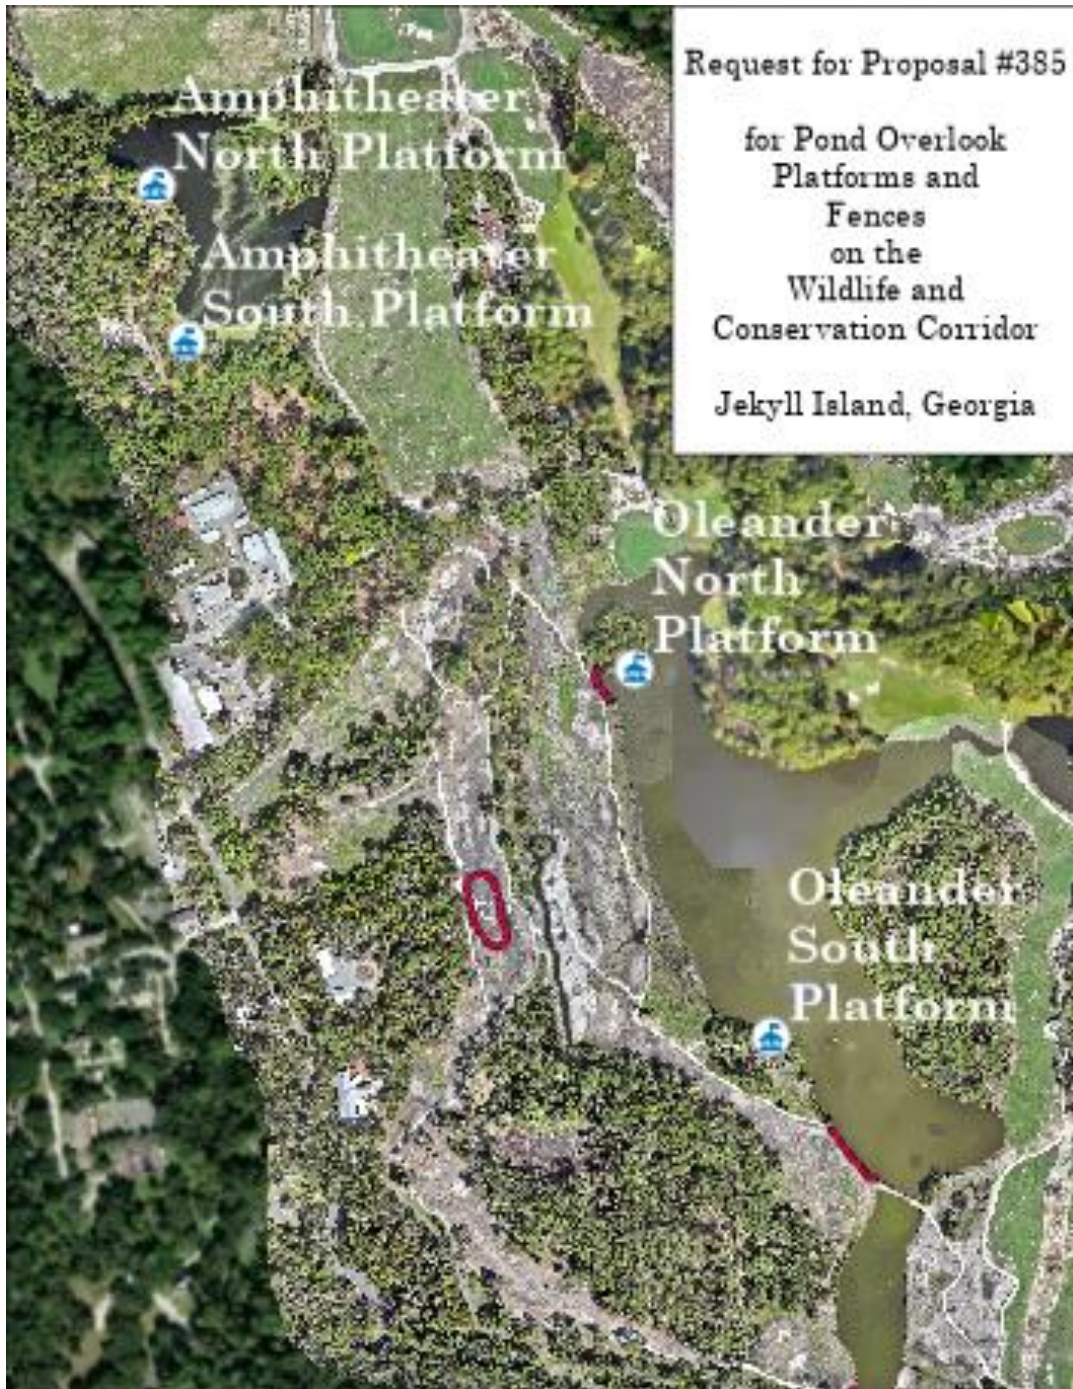 Request for Proposal #385
for Pond Overlook
Platforms and
Fences
on the
Wildlife and
Conservation Corridor
Jekyll Island, Georgia
Amphitheater
North Platform
Amphitheater
South Platform
Oleander
North
Platform
Oleander
South
Platform